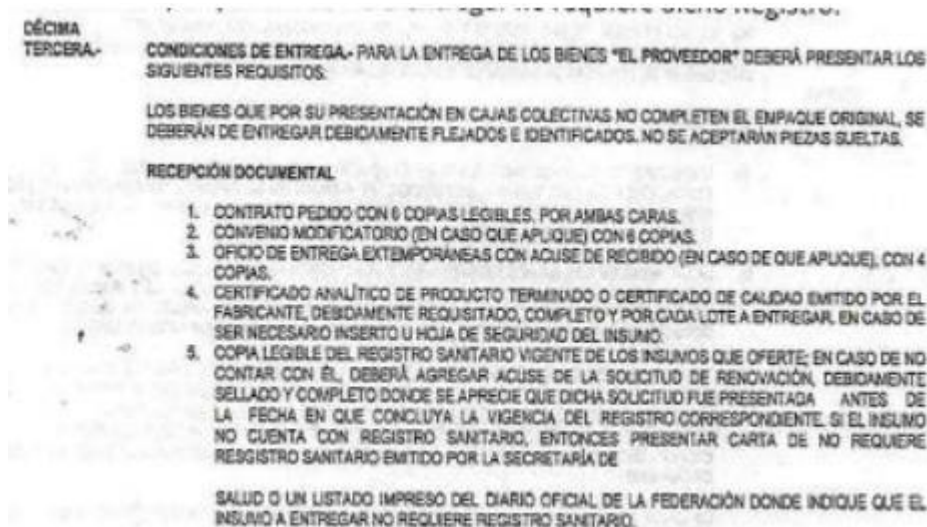 requiere dicho Registro.
DÉCIMA
TERCERA.- CONDICIONES DE ENTREGA.- PARA LA ENTREGA DE LOS BIENES "EL PROVEEDOR" DEBERÁ PRESENTAR LOS
SIGUIENTES REQUISITOS:
LOS BIENES QUE POR SU PRESENTACIÓN EN CAJAS COLECTIVAS NO COMPLETEN EL EMPAQUE ORIGINAL, SE
DEBERÁN DE ENTREGAR DEBIDAMENTE FLEJADOS E IDENTIFICADOS. NO SE ACEPTARÁN PIEZAS SUELTAS.
RECEPCIÓN DOCUMENTAL
1. CONTRATO PEDIDO CON 6 COPIAS LEGIBLES, POR AMBAS CARAS.
2. CONVENIO MODIFICATORIO (EN CASO QUE APLIQUE) CON 6 COPIAS.
3. OFICIO DE ENTREGA EXTEMPORÁNEAS CON ACUSE DE RECIBIDO (EN CASO DE QUE APLIQUE), CON 4
COPIAS.
4. CERTIFICADO ANALÍTICO DE PRODUCTO TERMINADO O CERTIFICADO DE CALIDAD EMITIDO POR EL
FABRICANTE, DEBIDAMENTE REQUISITADO, COMPLETO Y POR CADA LOTE A ENTREGAR, EN CASO DE
SER NECESARIO INSERTO U HOJA DE SEGURIDAD DEL INSUMO.
5. COPIA LEGIBLE DEL REGISTRO SANITARIO VIGENTE DE LOS INSUMOS QUE OFERTE; EN CASO DE NO
CONTAR CON ÉL, DEBERÁ AGREGAR ACUSE DE LA SOLICITUD DE RENOVACIÓN, DEBIDAMENTE
SELLADO Y COMPLETO DONDE SE APRECIE QUE DICHA SOLICITUD FUE PRESENTADA ANTES DE
LA FECHA EN QUE CONCLUYA LA VIGENCIA DEL REGISTRO CORRESPONDIENTE. SI EL INSUMO
NO CUENTA CON REGISTRO SANITARIO, ENTONCES PRESENTAR CARTA DE NO REQUIERE
RESGISTRO SANITARIO EMITIDO POR LA SECRETARÍA DE
SALUD O UN LISTADO IMPRESO DEL DIARIO OFICIAL DE LA FEDERACIÓN DONDE INDIQUE QUE EL
INSUMO A ENTREGAR NO REQUIERE REGISTRO SANITARIO.